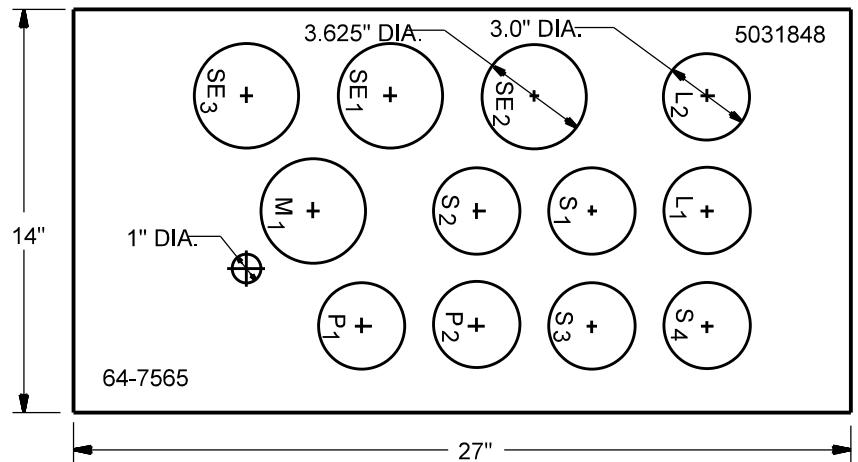 3.625" DIA.
3.0" DIA.
5031848
SE3
SE1
SE2
L2
14"
1" DIA.
M1
S2
S1
L1
P1
P2
S3
S4
64-7565
27"